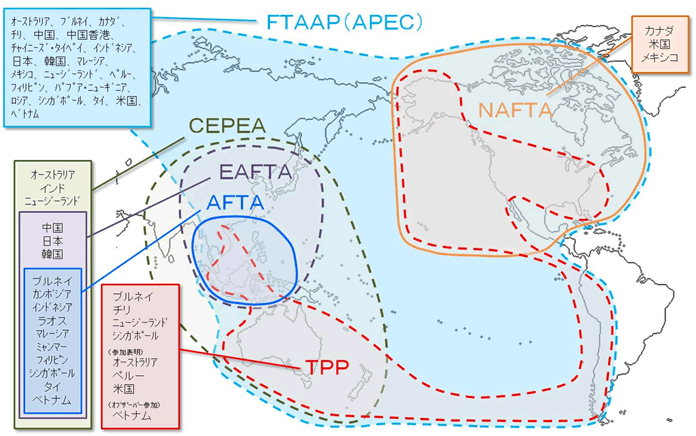 FTAAP(APEC)
ｵｰｽﾄﾗﾘｱ、ﾌﾞﾙﾈｲ、ｶﾅﾀﾞ、
ﾁﾘ、中国、中国香港、
ﾁｬｲﾆｰｽﾞ・ﾀｲﾍﾟｲ、ｲﾝﾄﾞﾈｼｱ、
日本、韓国、ﾏﾚｰｼｱ、
ﾒｷｼｺ、ﾆｭｰｼﾞｰﾗﾝﾄﾞ、ﾍﾟﾙｰ、
ﾌｨﾘﾋﾟﾝ、ﾊﾟﾌﾟｱ・ﾆｭｰｷﾞﾆｱ、
ﾛｼｱ、ｼﾝｶﾞﾎﾟｰﾙ、ﾀｲ、米国、
ﾍﾞﾄﾅﾑ
カナダ
米国
メキシコ
NAFTA
CEPEA
EAFTA
AFTA
ｵｰｽﾄﾗﾘｱ
インド
ﾆｭｰｼﾞｰﾗﾝﾄﾞ
中国
日本
韓国
ブルネイ
ｶﾝﾎﾞｼﾞｱ
ｲﾝﾄﾞﾈｼｱ
ラオス
ﾏﾚｰｼｱ
ﾐｬﾝﾏｰ
ﾌｨﾘﾋﾟﾝ
ｼﾝｶﾞﾎﾟｰﾙ
タイ
ベトナム
ブルネイ
チリ
ﾆｭｰｼﾞｰﾗﾝﾄﾞ
ｼﾝｶﾞﾎﾟｰﾙ
(参加表明)
ｵｰｽﾄﾗﾘｱ
ペルー
米国
(ｵﾌﾞｻﾞｰﾊﾞｰ参加)
ベトナム
TPP